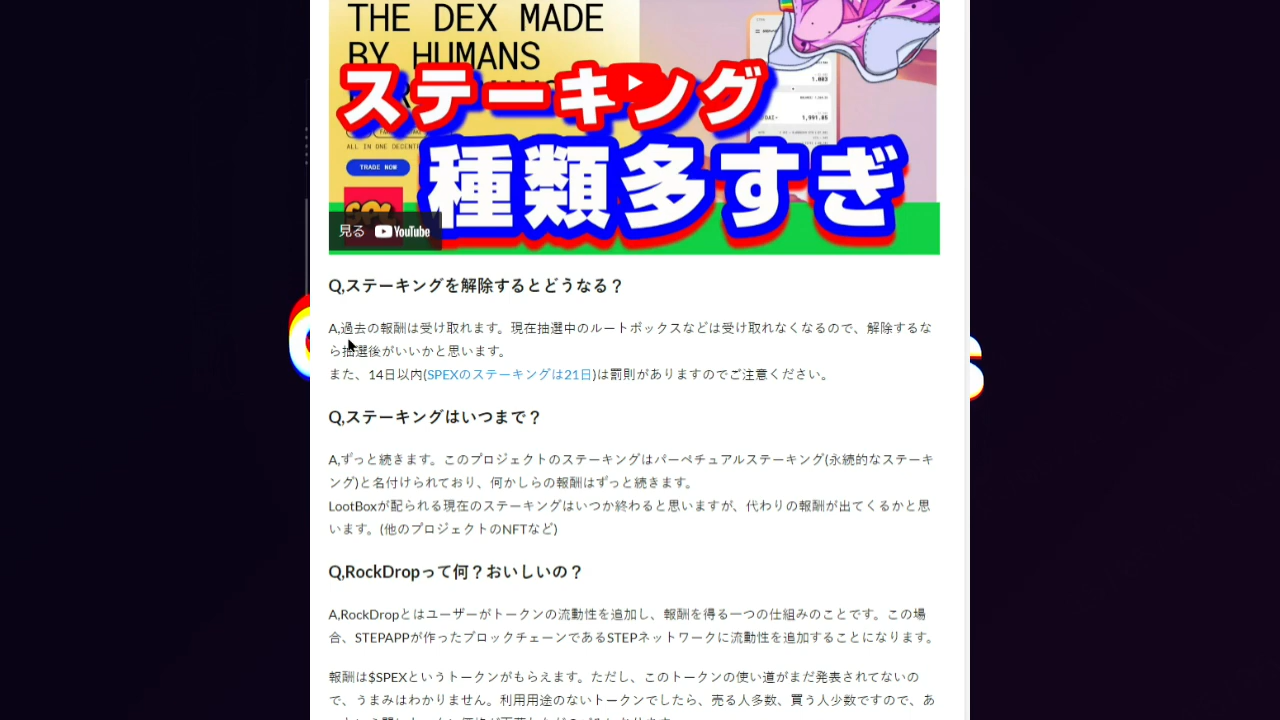 THE DEX MADE
BY HUMANS
ステーキング
ALL IN ONE DECENT
TRADE NOW
種類多すぎ
見る YouTube
Q,ステーキングを解除するとどうなる？
A,過去の報酬は受け取れます。現在抽選中のルートボックスなどは受け取れなくなるので、解除するな
ら抽選後がいいかと思います。
また、14日以内(SPEXのステーキングは21日)は罰則がありますのでご注意ください。
Q,ステーキングはいつまで？
A,ずっと続きます。このプロジェクトのステーキングはパーペチュアルステーキング(永続的なステーキ
ング)と名付けられており、何かしらの報酬はずっと続きます。
LootBoxが配られる現在のステーキングはいつか終わると思いますが、代わりの報酬が出てくるかと思
います。(他のプロジェクトのNFTなど)
Q,RockDropって何？おいしいの？
A,RockDropとはユーザーがトークンの流動性を追加し、報酬を得る一つの仕組みのことです。この場
合、STEPAPPが作ったブロックチェーンであるSTEPネットワークに流動性を追加することになります。
報酬は$SPEXというトークンがもらえます。ただし、このトークンの使い道がまだ発表されてないの
で、うまみはわかりません。利用用途のないトークンでしたら、売る人多数、買う人少数ですので、あ